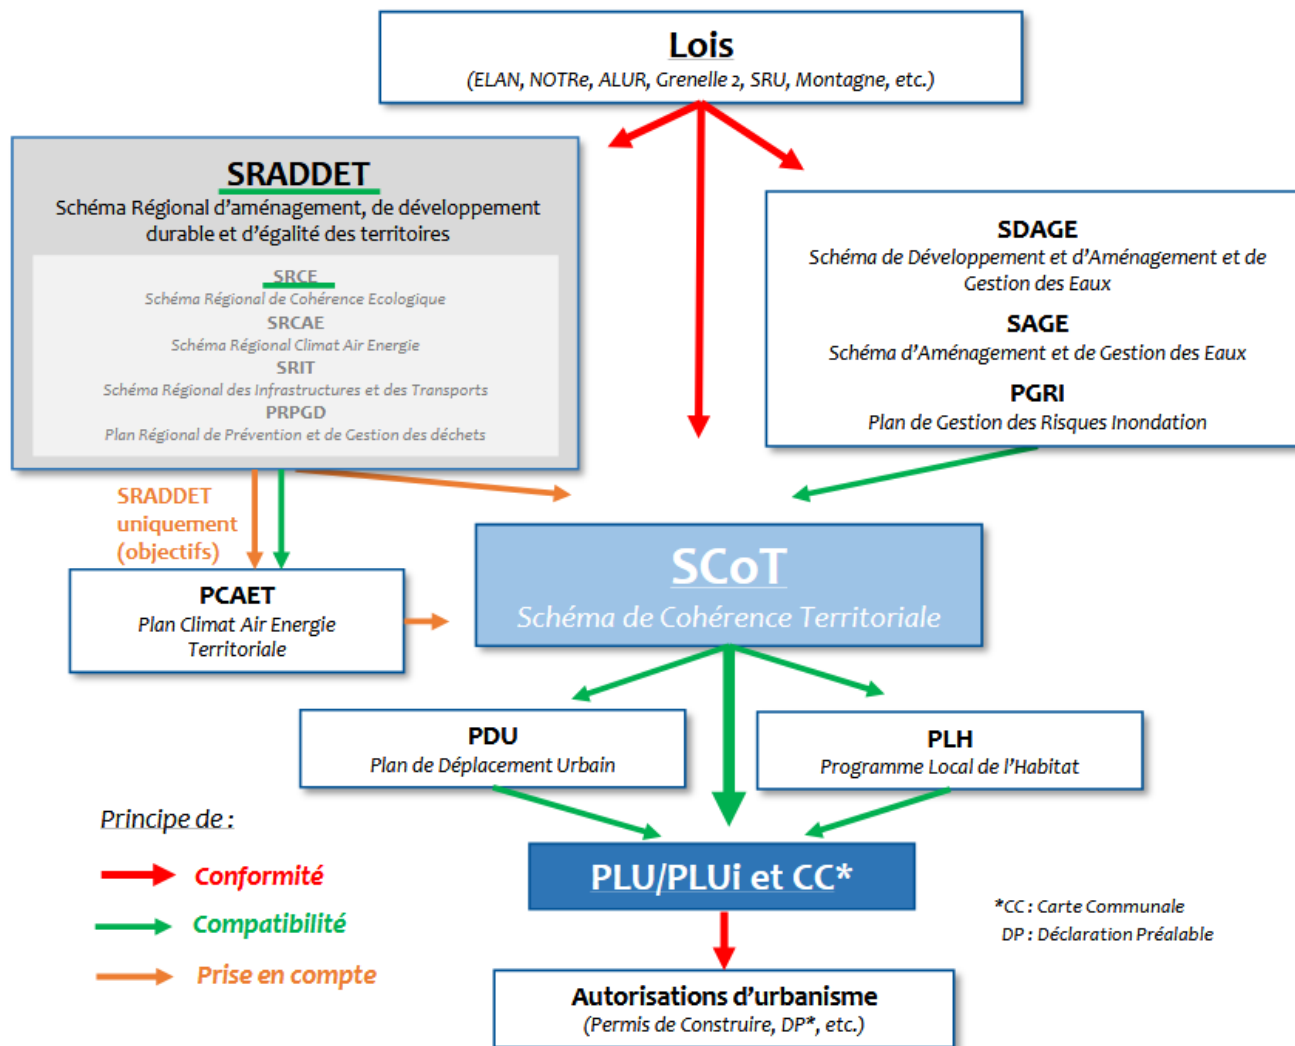 Lois
(ELAN, NOTRe, ALUR, Grenelle 2, SRU, Montagne, etc.)
SRADDET
Schéma Régional d'aménagement, de développement
durable et d'égalité des territoires
SRCE
Schéma Régional de Cohérence Ecologique
SRCAE
Schéma Régional Climat Air Energie
SRIT
Schéma Régional des Infrastructures et des Transports
PRPGD
Plan Régional de Prévention et de Gestion des déchets
SDAGE
Schéma de Développement et d'Aménagement et de
Gestion des Eaux
SAGE
Schéma d'Aménagement et de Gestion des Eaux
PGRI
Plan de Gestion des Risques Inondation
SRADDET
uniquement
(objectifs)
PCAET
Plan Climat Air Energie
Territoriale
SCoT
Schéma de Cohérence Territoriale
PDU
Plan de Déplacement Urbain
PLH
Programme Local de l'Habitat
Principe de :
Conformité
Compatibilité
Prise en compte
PLU/PLUi et CC*
*CC : Carte Communale
DP : Déclaration Préalable
Autorisations d'urbanisme
(Permis de Construire, DP*, etc.)